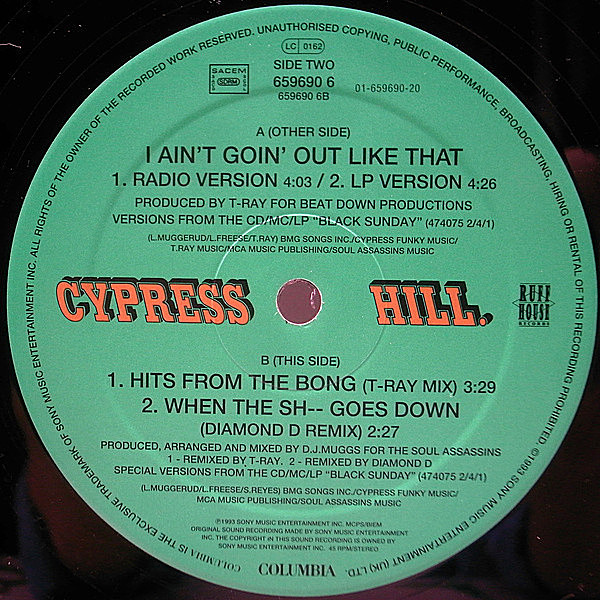 ALL RIGHTS OF THE OWNER OF THE RECORDED WORK RESERVED. UNAUTHORISED COPYING, PUBLIC PERFORMANCE, BROADCASTING, HIRING OR RENTAL OF THIS RECORDING PROHIBITED.
LC 0162
SACEM
SDRM
SIDE TWO
659690 6
659690 6B
01-659690-20
A (OTHER SIDE)
I AIN'T GOIN' OUT LIKE THAT
1. RADIO VERSION 4:03 / 2. LP VERSION 4:26
PRODUCED BY T-RAY FOR BEAT DOWN PRODUCTIONS
VERSIONS FROM THE CD/MC/LP "BLACK SUNDAY" (474075 2/4/1)
(L.MUGGERUD/L.FREESE/T.RAY) BMG SONGS INC./CYPRESS FUNKY MUSIC/
T.RAY MUSIC/MCA MUSIC PUBLISHING/SOUL ASSASSINS MUSIC
CYPRESS HILL.
RUFF
HOUSE
RECORDS
B (THIS SIDE)
1. HITS FROM THE BONG (T-RAY MIX) 3:29
2. WHEN THE SH-- GOES DOWN
(DIAMOND D REMIX) 2:27
PRODUCED, ARRANGED AND MIXED BY D.J.MUGGS FOR THE SOUL ASSASSINS
1 - REMIXED BY T-RAY. 2 - REMIXED BY DIAMOND D
SPECIAL VERSIONS FROM THE CD/MC/LP "BLACK SUNDAY" (474075 2/4/1)
(L.MUGGERUD/L.FREESE/S.REYES) BMG SONGS INC./CYPRESS FUNKY MUSIC/
MCA MUSIC PUBLISHING/SOUL ASSASSINS MUSIC
℗1993 SONY MUSIC ENTERTAINMENT INC. MCPS/BIEM
ORIGINAL SOUND RECORDING MADE BY SONY MUSIC ENTERTAINMENT
INC. THE COPYRIGHT IN THIS SOUND RECORDING IS OWNED BY
SONY MUSIC ENTERTAINMENT INC. 45 RPM/STEREO
COLUMBIA
©1993 SONY MUSIC ENTERTAINMENT (UK) LTD.
COLUMBIA IS THE EXCLUSIVE TRADEMARK OF SONY MUSIC ENTERTAINMENT INC.